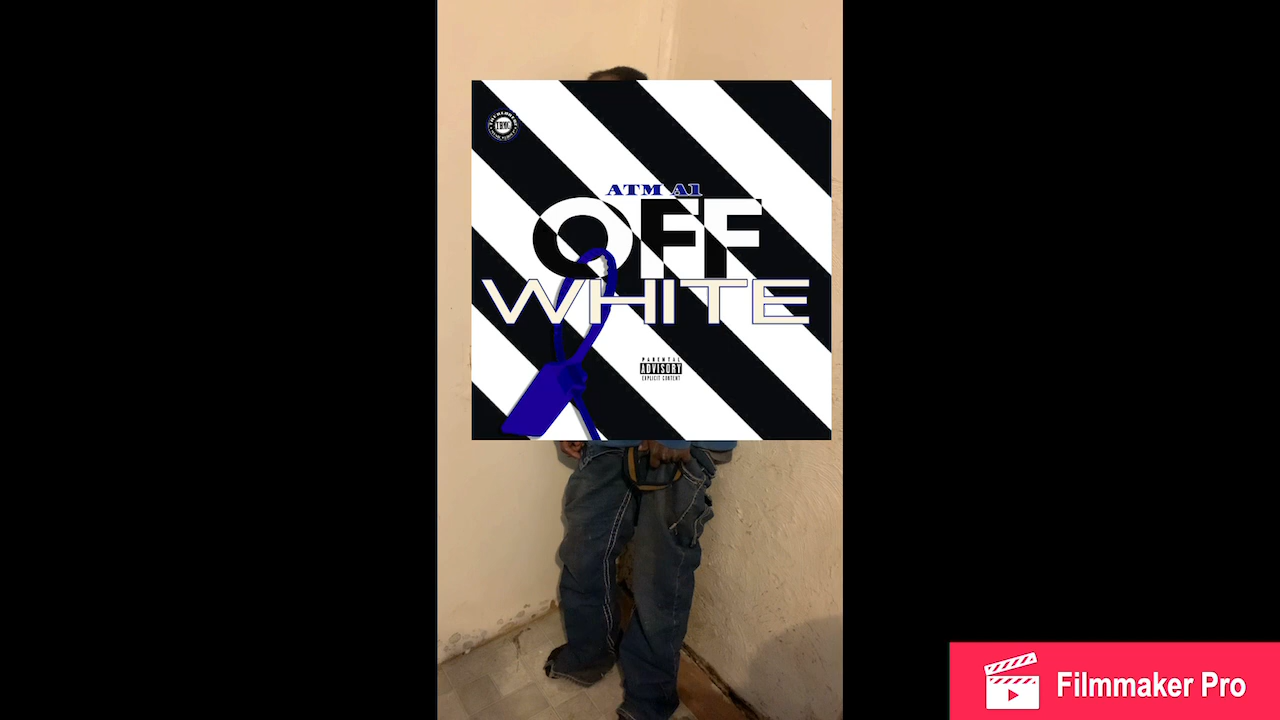 ATM A1
OFF
WHITE
PARENTAL
ADVISORY
EXPLICIT CONTENT
Filmmaker Pro